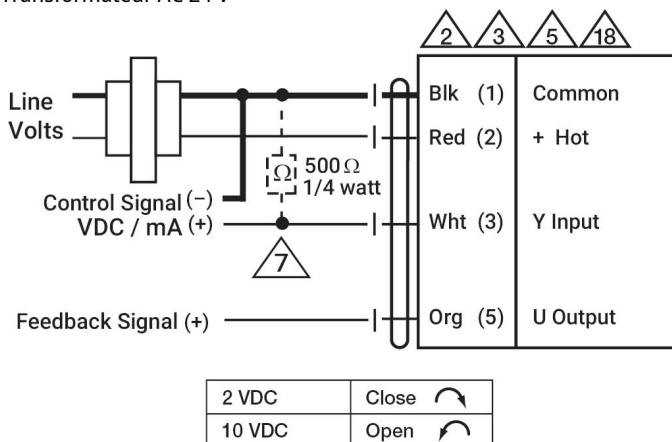 Transformateur AC 24 V
2 3 5 18
Line
Volts
Blk (1) Common
Red (2) + Hot
Ω 500 Ω
1/4 watt
Control Signal (–)
VDC / mA (+)
Wht (3) Y Input
7
Feedback Signal (+)
Org (5) U Output
2 VDC Close
10 VDC Open